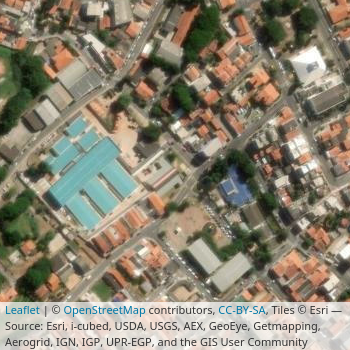 Leaflet | © OpenStreetMap contributors, CC-BY-SA, Tiles © Esri —
Source: Esri, i-cubed, USDA, USGS, AEX, GeoEye, Getmapping,
Aerogrid, IGN, IGP, UPR-EGP, and the GIS User Community